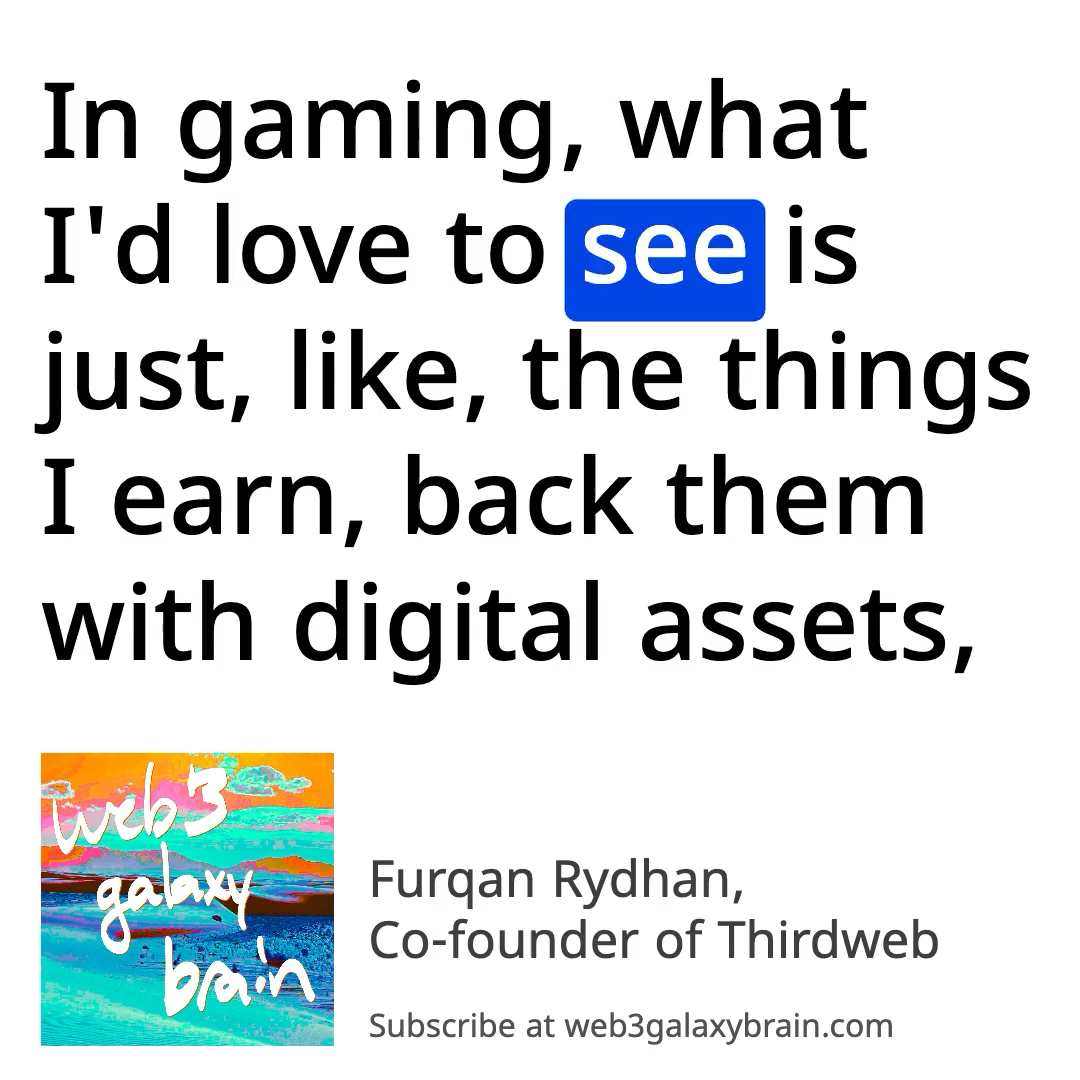 In gaming, what
I'd love to see is
just, like, the things
I earn, back them
with digital assets,
web3
galaxy
brain
Furqan Rydhan,
Co-founder of Thirdweb
Subscribe at web3galaxybrain.com